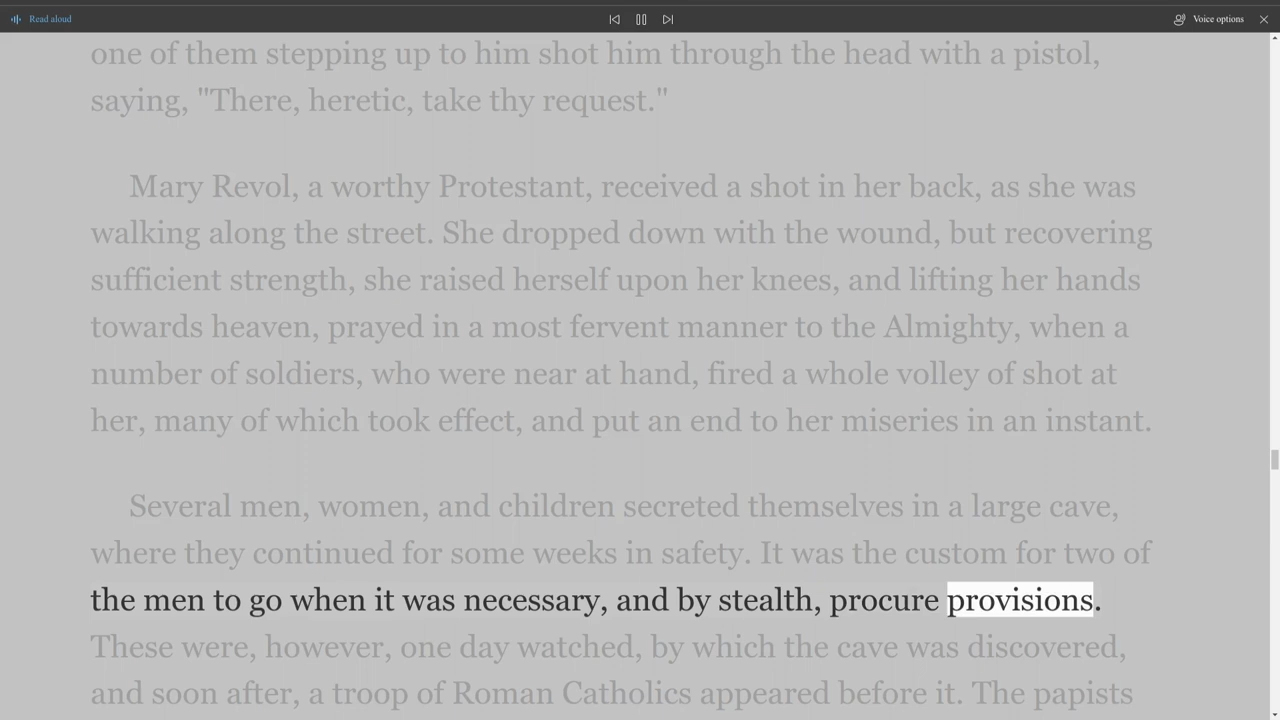 Read aloud
Voice options
one of them stepping up to him shot him through the head with a pistol,
saying, "There, heretic, take thy request."
Mary Revol, a worthy Protestant, received a shot in her back, as she was
walking along the street. She dropped down with the wound, but recovering
sufficient strength, she raised herself upon her knees, and lifting her hands
towards heaven, prayed in a most fervent manner to the Almighty, when a
number of soldiers, who were near at hand, fired a whole volley of shot at
her, many of which took effect, and put an end to her miseries in an instant.
Several men, women, and children secreted themselves in a large cave,
where they continued for some weeks in safety. It was the custom for two of
the men to go when it was necessary, and by stealth, procure provisions.
These were, however, one day watched, by which the cave was discovered,
and soon after, a troop of Roman Catholics appeared before it. The papists